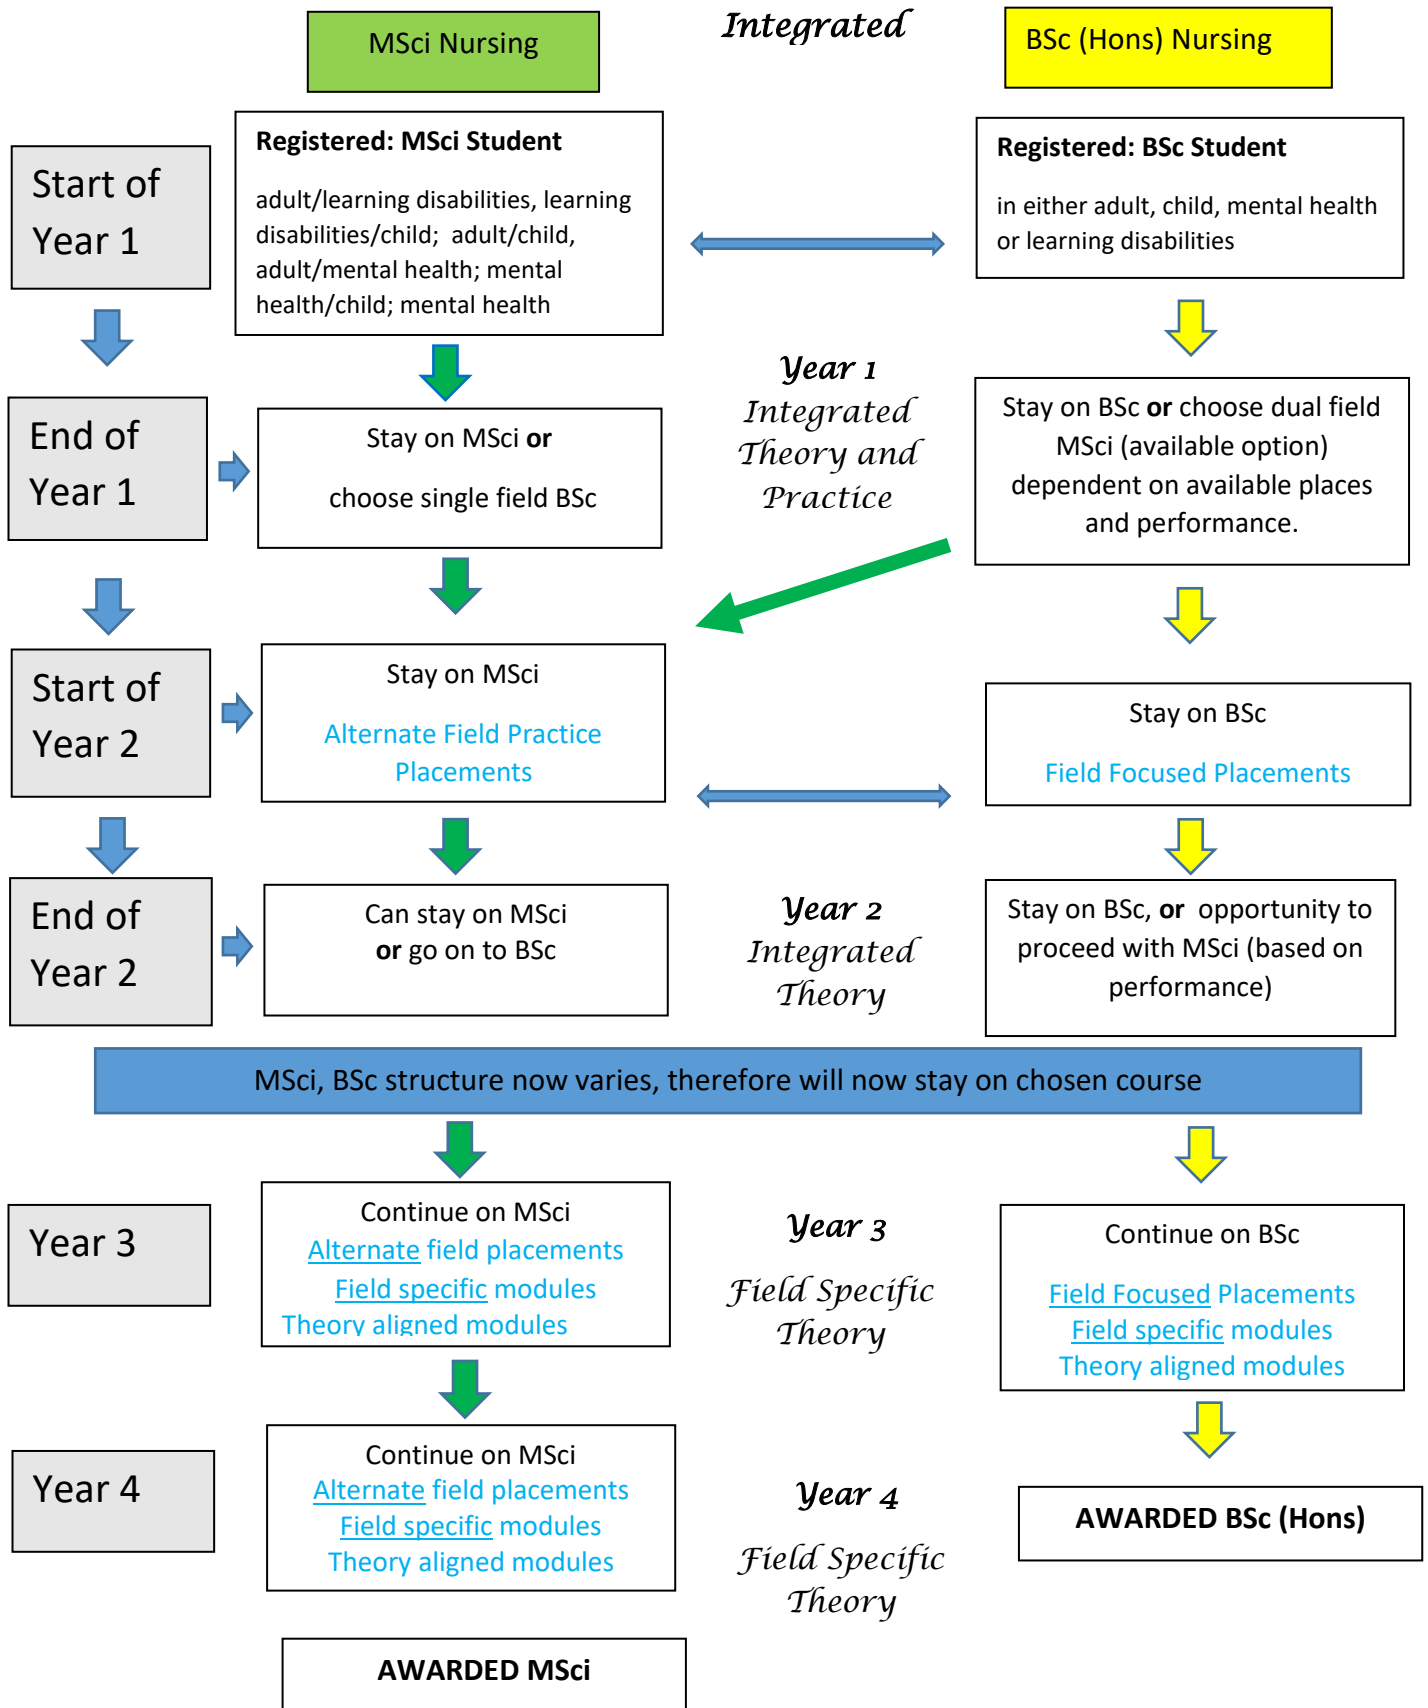 MSci Nursing
Integrated
BSc (Hons) Nursing
Start of
Year 1
Registered: MSci Student
adult/learning disabilities, learning
disabilities/child; adult/child,
adult/mental health; mental
health/child; mental health
Registered: BSc Student
in either adult, child, mental health
or learning disabilities
End of
Year 1
Stay on MSci or
choose single field BSc
Year 1
Integrated
Theory and
Practice
Stay on BSc or choose dual field
MSci (available option)
dependent on available places
and performance.
Start of
Year 2
Stay on MSci
Alternate Field Practice
Placements
Stay on BSc
Field Focused Placements
End of
Year 2
Can stay on MSci
or go on to BSc
Year 2
Integrated
Theory
Stay on BSc, or opportunity to
proceed with MSci (based on
performance)
MSci, BSc structure now varies, therefore will now stay on chosen course
Year 3
Continue on MSci
Alternate field placements
Field specific modules
Theory aligned modules
Year 3
Field Specific
Theory
Continue on BSc
Field Focused Placements
Field specific modules
Theory aligned modules
Year 4
Continue on MSci
Alternate field placements
Field specific modules
Theory aligned modules
Year 4
Field Specific
Theory
AWARDED BSc (Hons)
AWARDED MSci